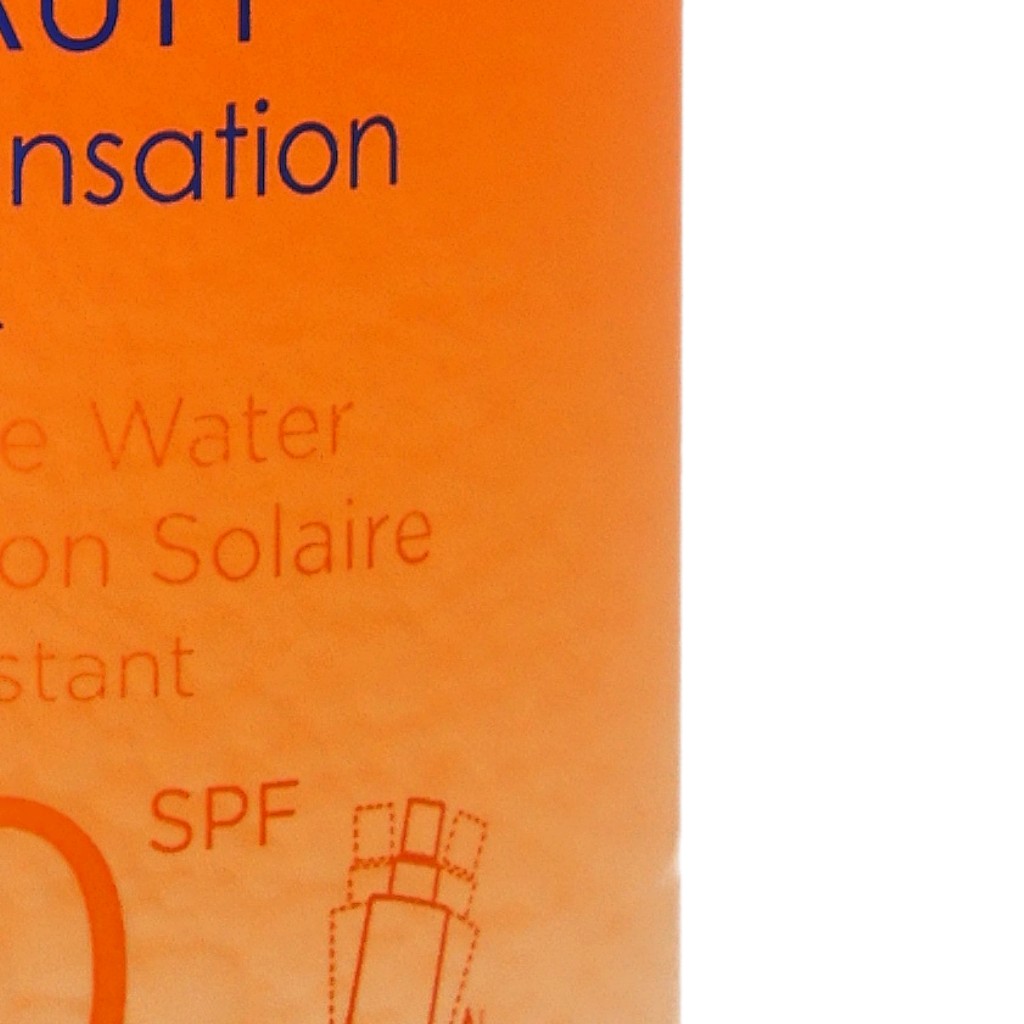 nsation
e Water
on Solaire
stant
SPF